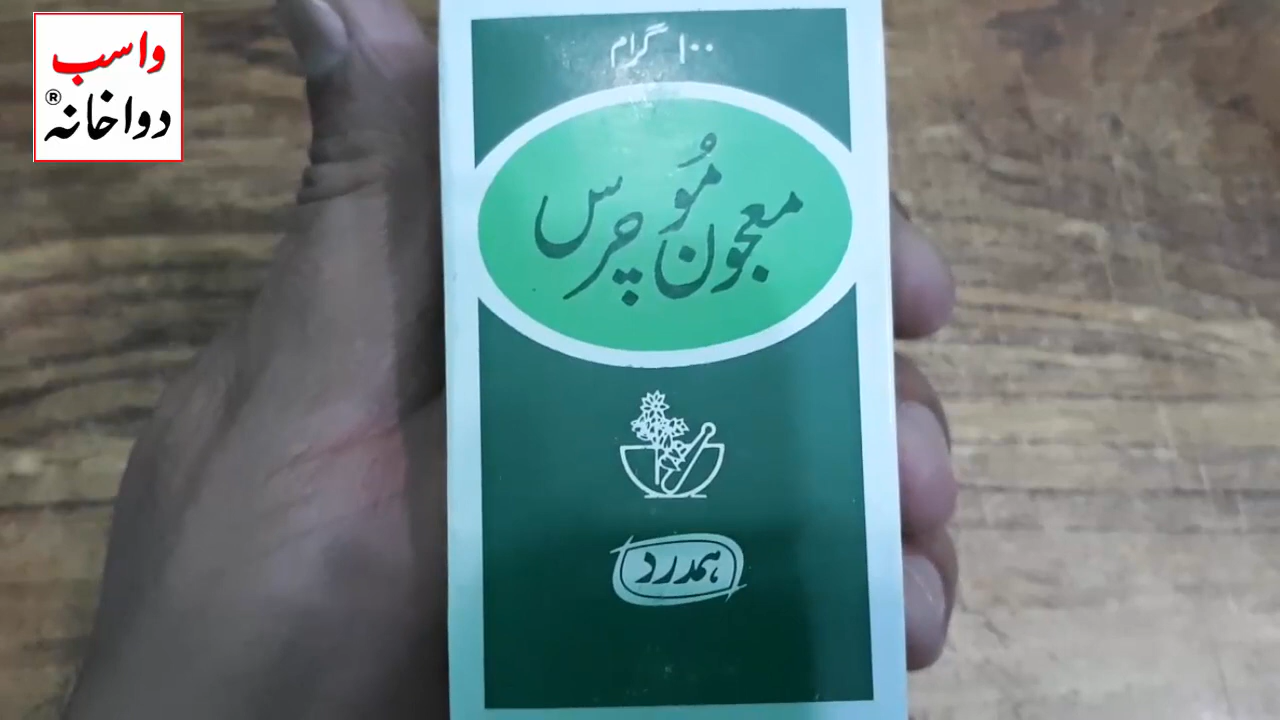 واسب
دواخانہ®
۱۰۰ گرام
معجون مُوچرس
ہمدرد